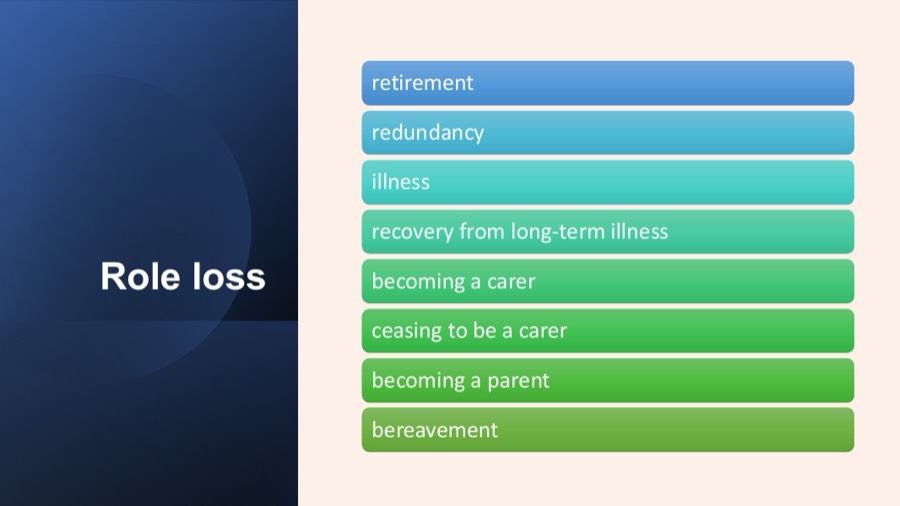 Role loss
retirement
redundancy
illness
recovery from long-term illness
becoming a carer
ceasing to be a carer
becoming a parent
bereavement